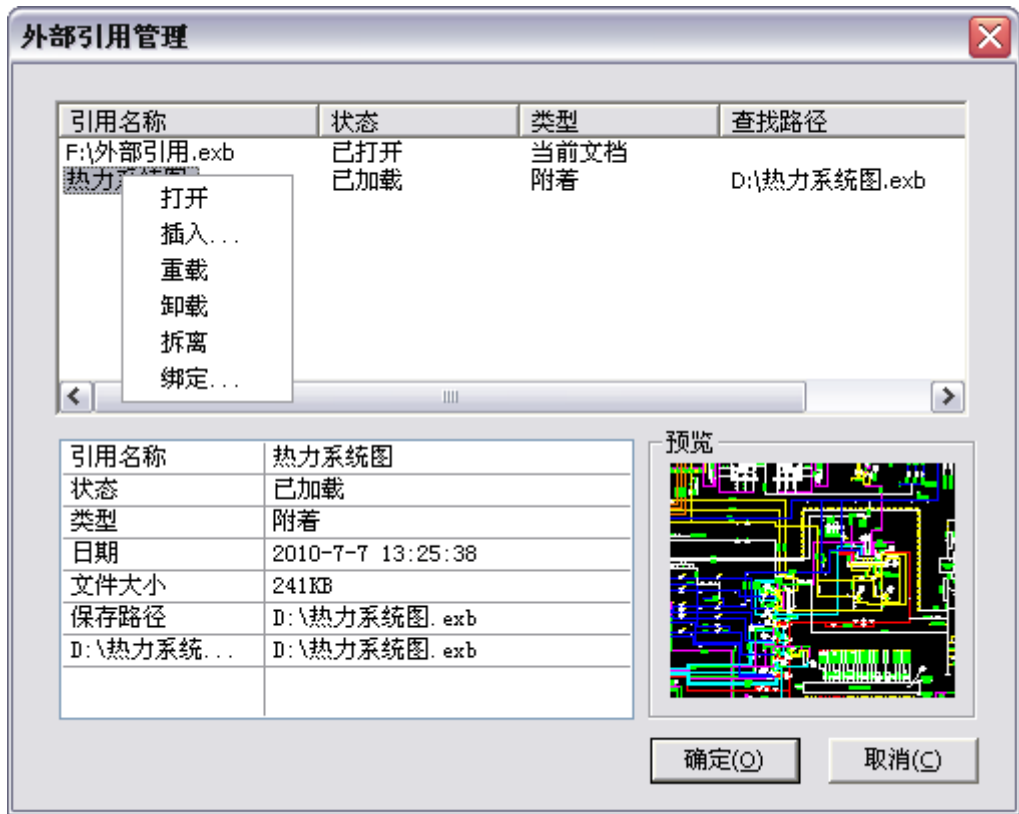 外部引用管理
引用名称 状态 类型 查找路径
F:\外部引用.exb 已打开 当前文档
热力 已加载 附着 D:\热力系统图.exb
打开
插入...
重载
卸载
拆离
绑定...
引用名称 热力系统图
状态 已加载
类型 附着
日期 2010-7-7 13:25:38
文件大小 241KB
保存路径 D:\热力系统图.exb
D:\热力系统... D:\热力系统图.exb
预览
确定(O) 取消(C)